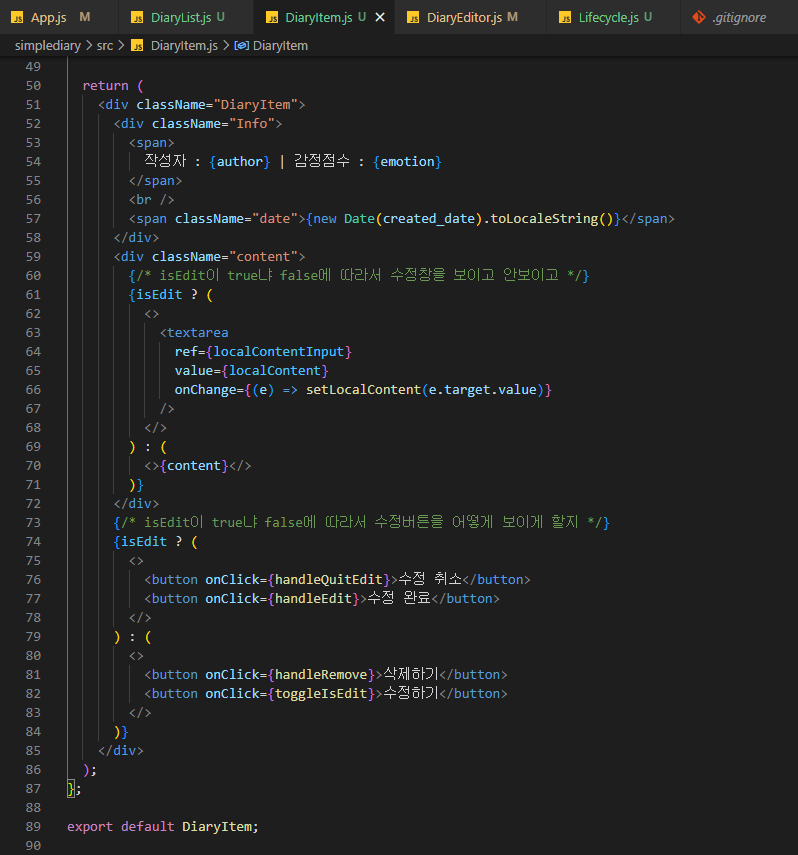 JS App.js M JS DiaryList.js U JS DiaryItem.js U × JS DiaryEditor.js M JS Lifecycle.js U .gitignore
simplediary > src > JS DiaryItem.js > DiaryItem
49
50 return (
51 <div className="DiaryItem">
52 <div className="Info">
53 <span>
54 작성자 : {author} | 감정점수 : {emotion}
55 </span>
56 <br />
57 <span className="date">{new Date(created_date).toLocaleString()}</span>
58 </div>
59 <div className="content">
60 {/* isEdit이 true냐 false에 따라서 수정창을 보이고 안보이고 */}
61 {isEdit ? (
62 <>
63 <textarea
64 ref={localContentInput}
65 value={localContent}
66 onChange={(e) => setLocalContent(e.target.value)}
67 />
68 </>
69 ) : (
70 <>{content}</>
71 )}
72 </div>
73 {/* isEdit이 true냐 false에 따라서 수정버튼을 어떻게 보이게 할지 */}
74 {isEdit ? (
75 <>
76 <button onClick={handleQuitEdit}>수정 취소</button>
77 <button onClick={handleEdit}>수정 완료</button>
78 </>
79 ) : (
80 <>
81 <button onClick={handleRemove}>삭제하기</button>
82 <button onClick={toggleIsEdit}>수정하기</button>
83 </>
84 )}
85 </div>
86 );
87 };
88
89 export default DiaryItem;
90